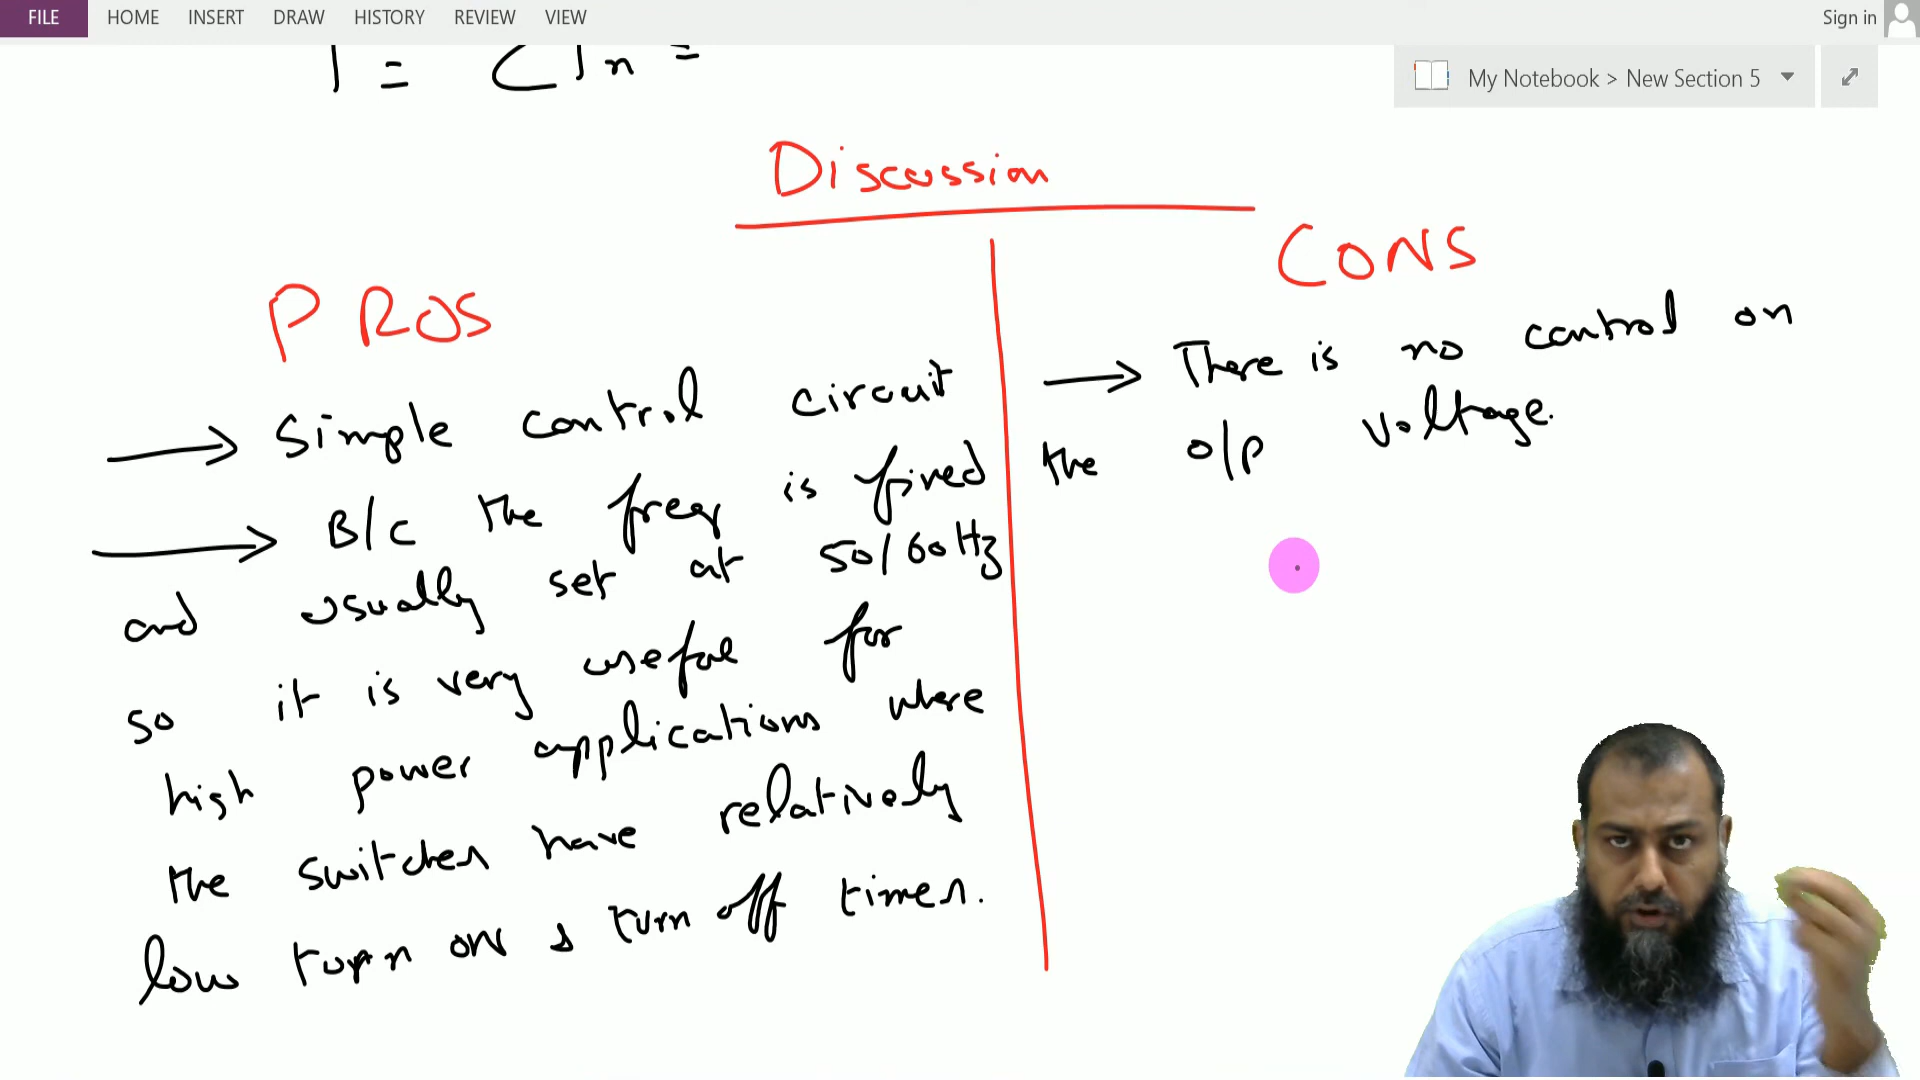 FILE HOME INSERT DRAW HISTORY REVIEW VIEW Sign in
My Notebook > New Section 5
Discussion
PROS
→ Simple control circuit
→ B/c the freq is fixed
and usually set at 50/60Hz
so it is very useful for
high power applications where
the switches have relatively
low turn on & turn off times.
CONS
→ There is no control on
the o/p voltage.